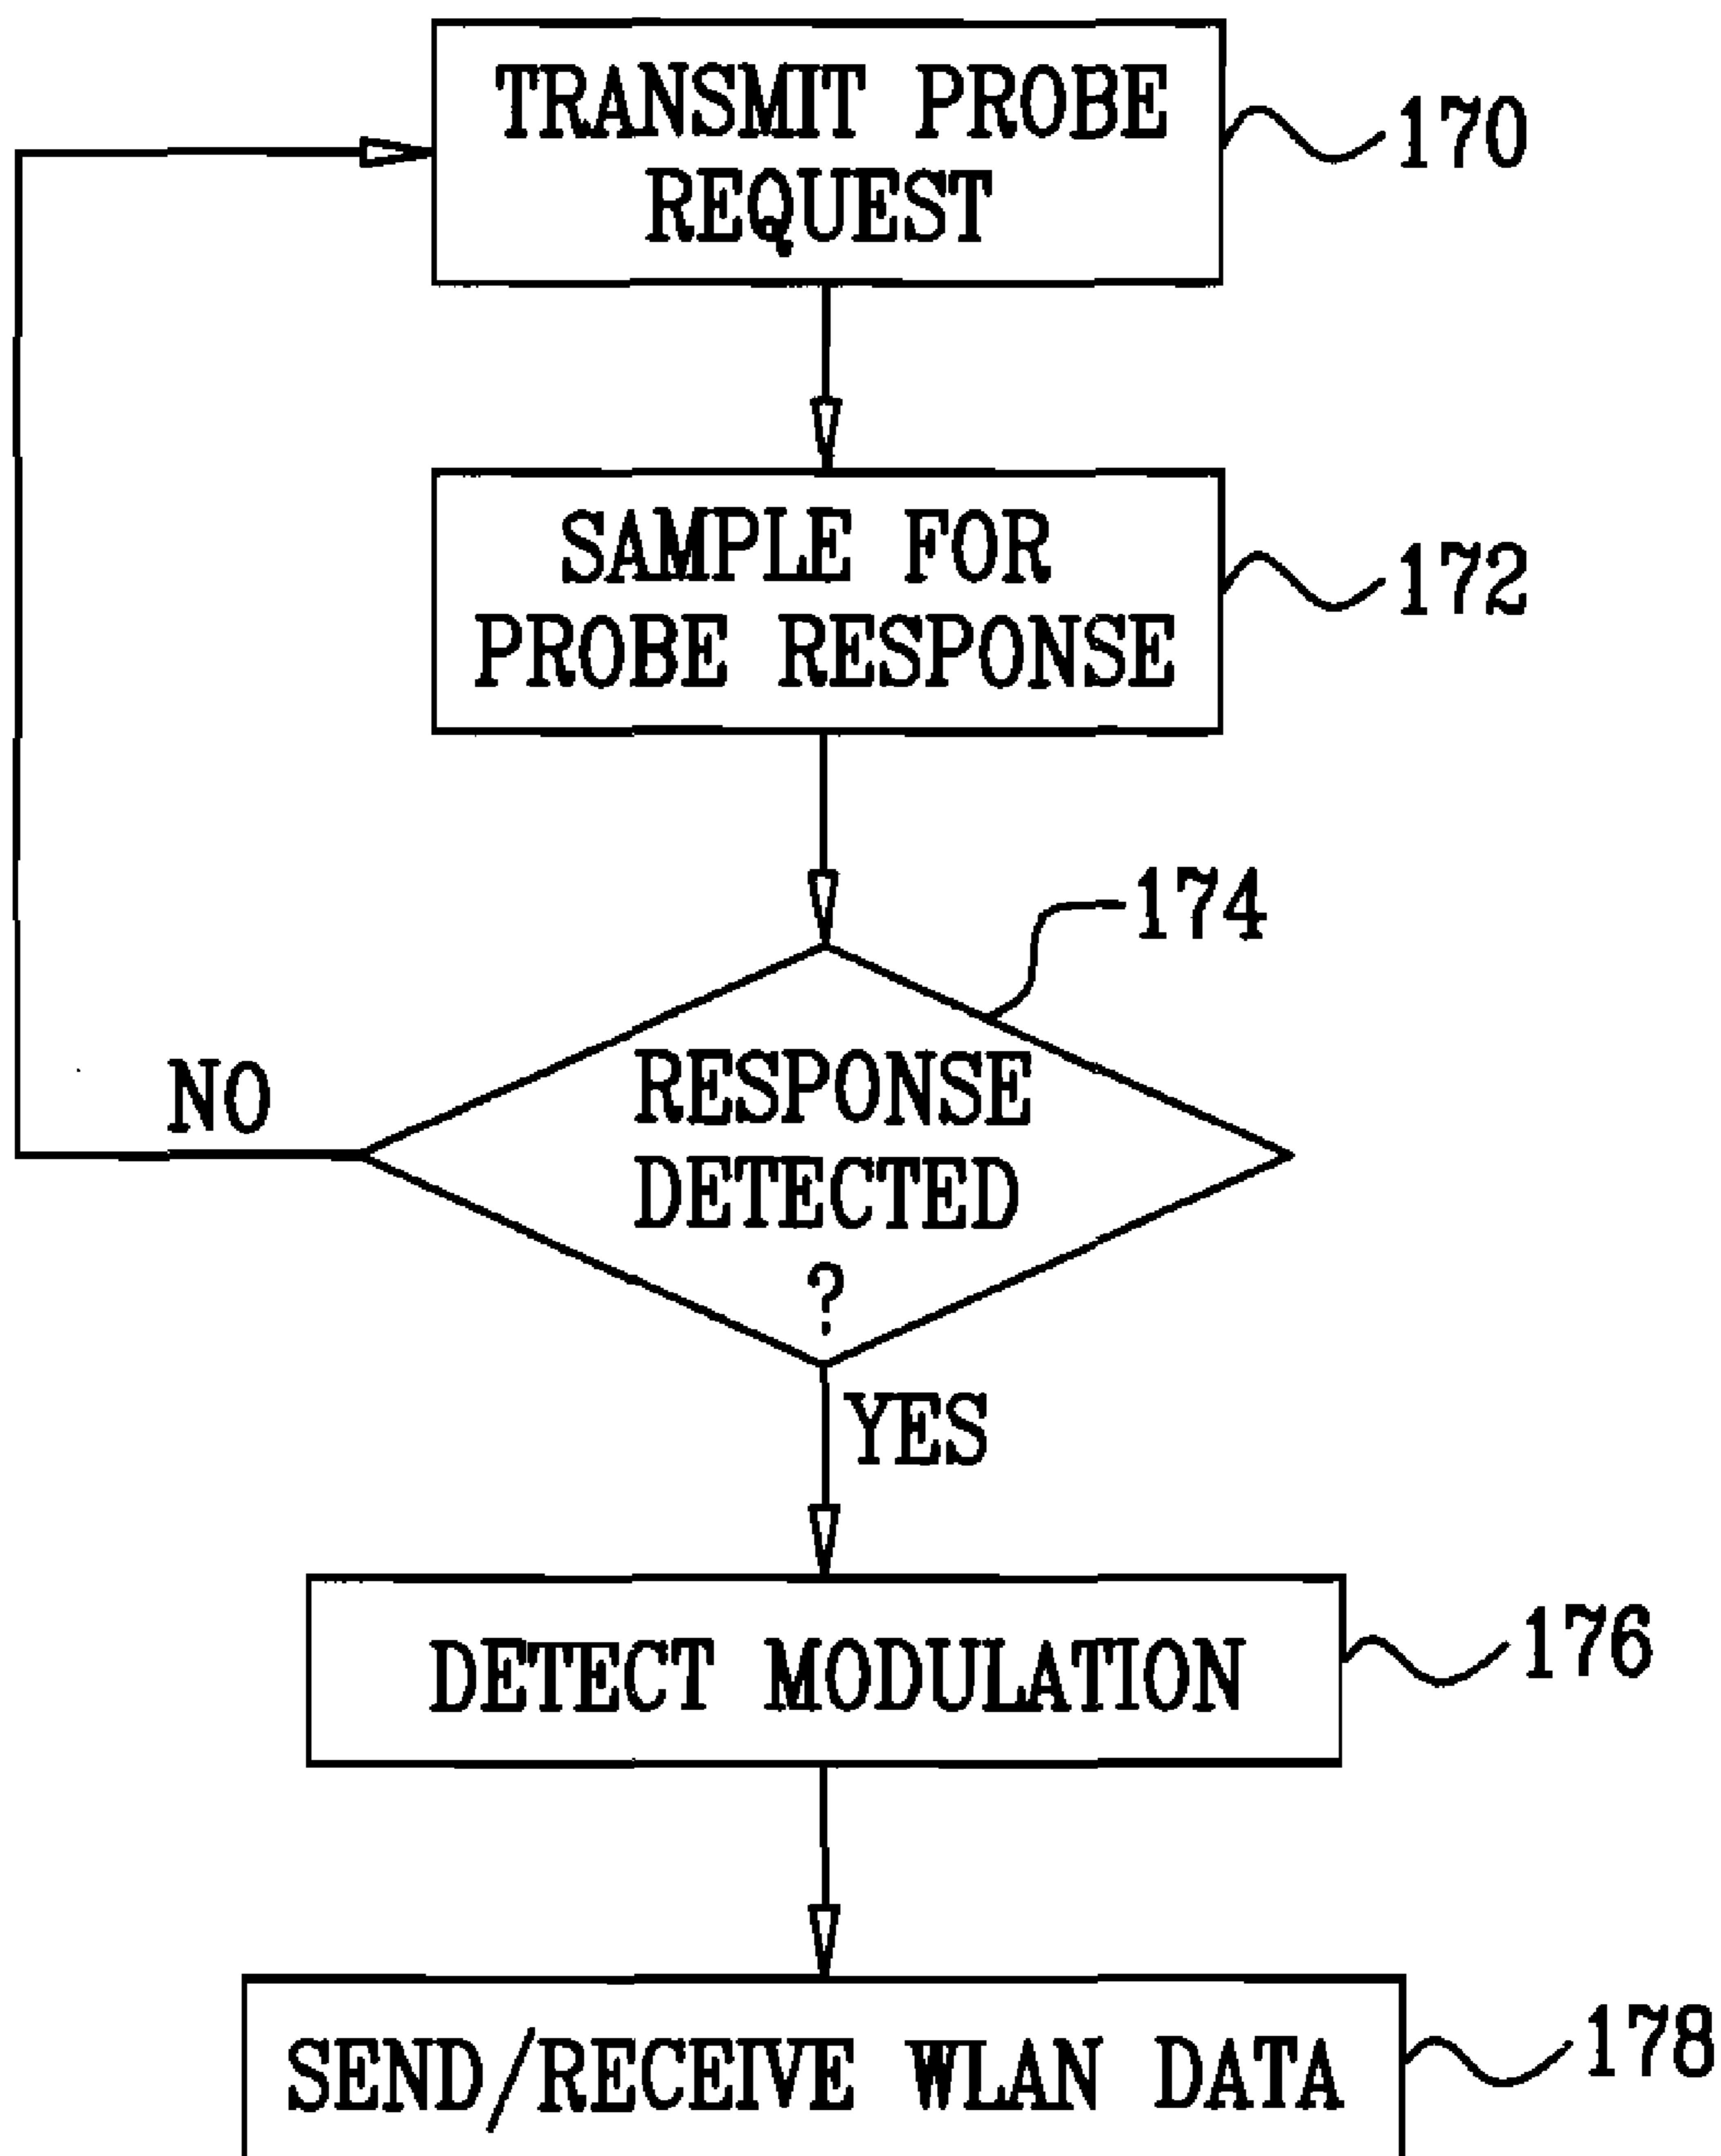 TRANSMIT PROBE
REQUEST
170
SAMPLE FOR
PROBE RESPONSE
172
174
RESPONSE
DETECTED
?
NO
YES
DETECT MODULATION
176
SEND/RECEIVE WLAN DATA
178